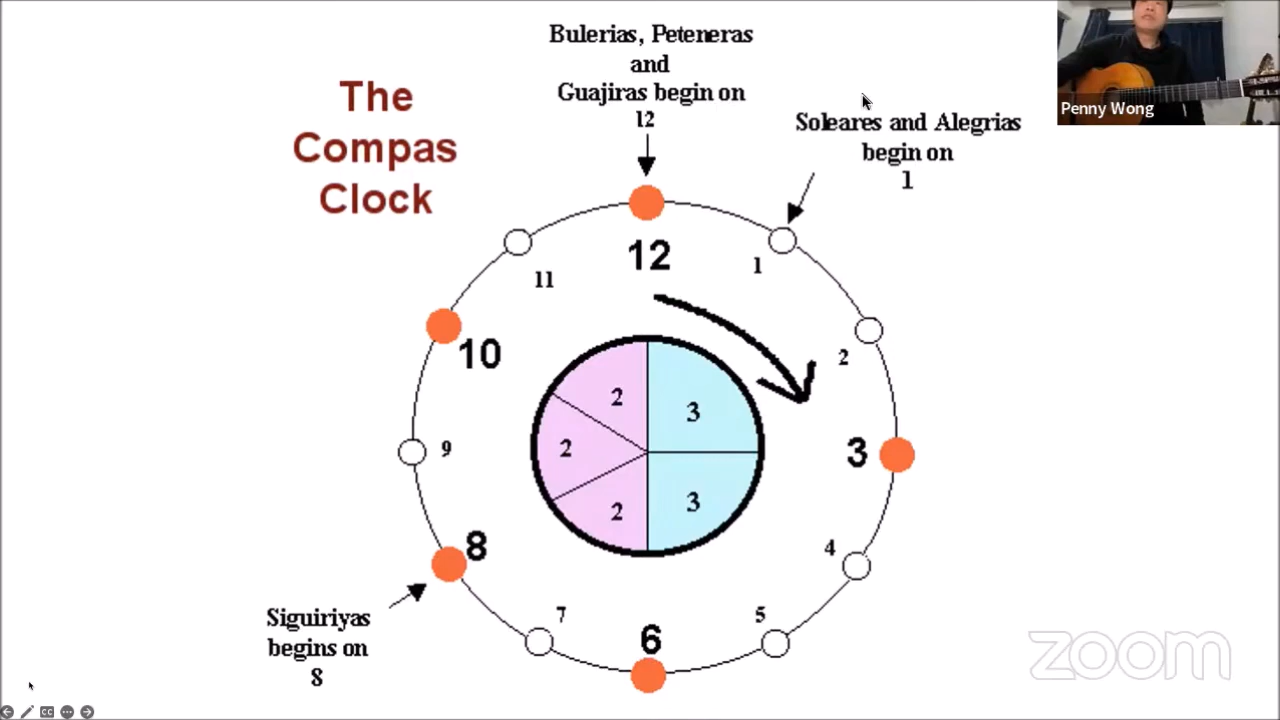 The
Compas
Clock
Bulerias, Peteneras
and
Guajiras begin on
12
Soleares and Alegrias
begin on
1
Penny Wong
12
1
2
3
4
5
6
7
8
9
10
11
3
3
2
2
2
Siguiriyas
begins on
8
CC
zoom